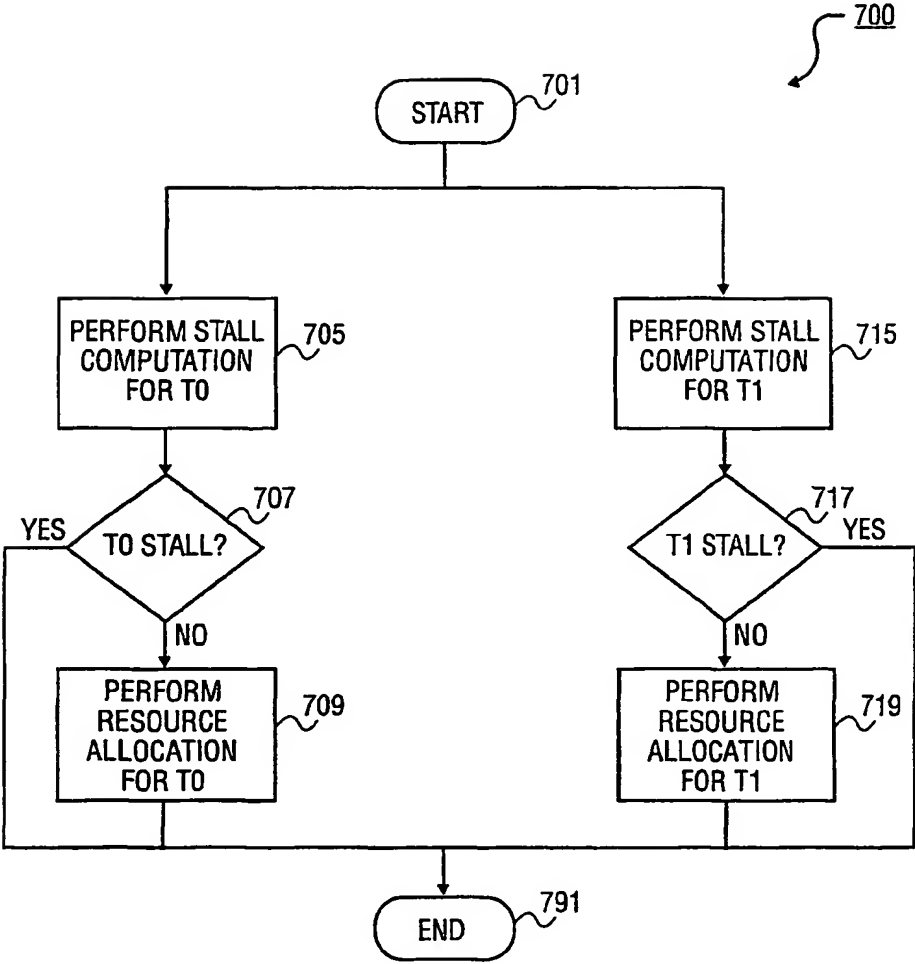 700
START
701
PERFORM STALL
COMPUTATION
FOR T0
705
PERFORM STALL
COMPUTATION
FOR T1
715
YES
T0 STALL?
707
NO
T1 STALL?
717
YES
NO
PERFORM
RESOURCE
ALLOCATION
FOR T0
709
PERFORM
RESOURCE
ALLOCATION
FOR T1
719
END
791